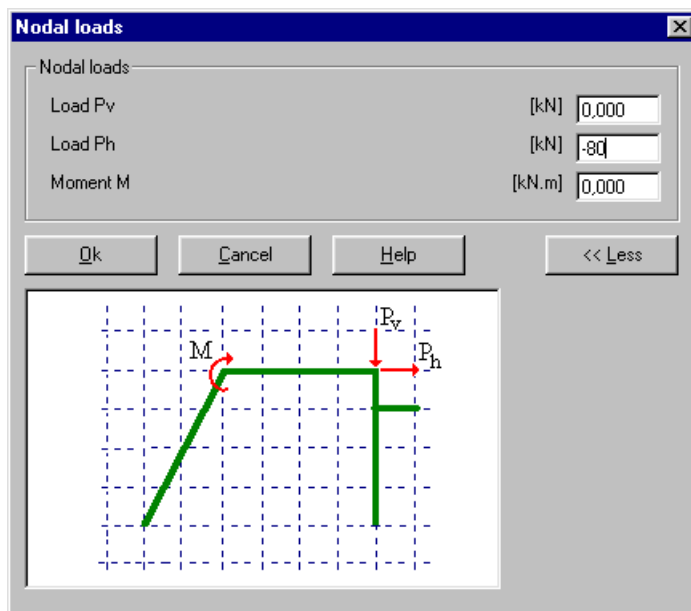 Nodal loads
Nodal loads
Load Pv [kN] 0,000
Load Ph [kN] -80
Moment M [kN.m] 0,000
Ok Cancel Help << Less
Pv
M Ph